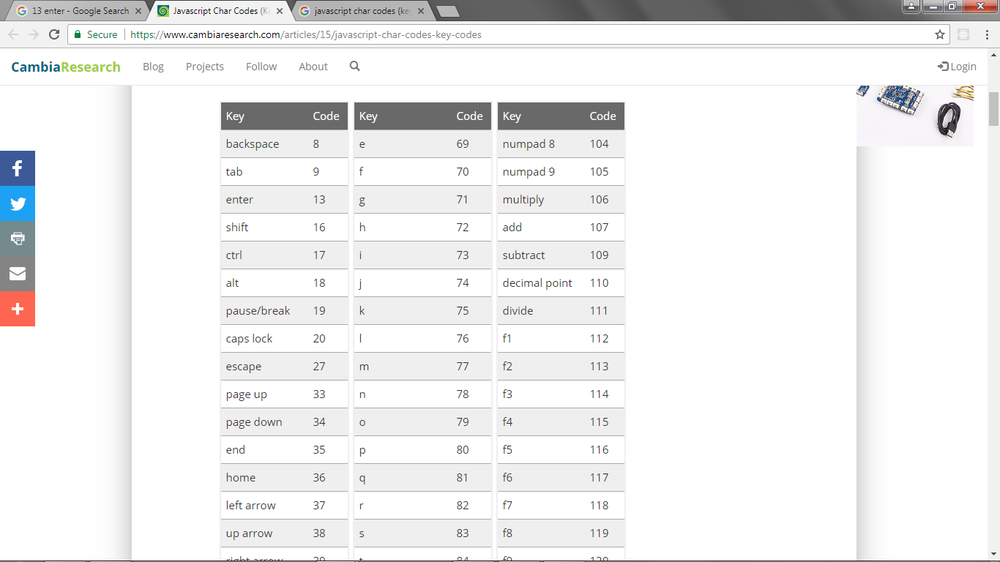 13 enter - Google Search
Javascript Char Codes (Ke
javascript char codes (key
Secure https://www.cambiaresearch.com/articles/15/javascript-char-codes-key-codes
CambiaResearch Blog Projects Follow About Login
Key Code Key Code Key Code
backspace 8 e 69 numpad 8 104
tab 9 f 70 numpad 9 105
enter 13 g 71 multiply 106
shift 16 h 72 add 107
ctrl 17 i 73 subtract 109
alt 18 j 74 decimal point 110
pause/break 19 k 75 divide 111
caps lock 20 l 76 f1 112
escape 27 m 77 f2 113
page up 33 n 78 f3 114
page down 34 o 79 f4 115
end 35 p 80 f5 116
home 36 q 81 f6 117
left arrow 37 r 82 f7 118
up arrow 38 s 83 f8 119
right arrow 39 t 84 f9 120